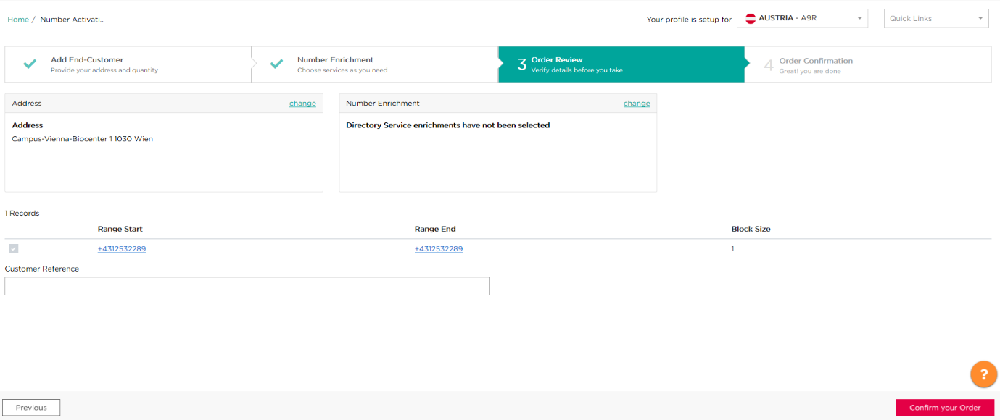 Home / Number Activati..
Your profile is setup for
AUSTRIA - A9R
Quick Links
Add End-Customer
Provide your address and quantity
Number Enrichment
Choose services as you need
3
Order Review
Verify details before you take
4
Order Confirmation
Great! you are done
Address
change
Address
Campus-Vienna-Biocenter 1 1030 Wien
Number Enrichment
change
Directory Service enrichments have not been selected
1 Records
Range Start
Range End
Block Size
+4312532289
+4312532289
1
Customer Reference
?
Previous
Confirm your Order